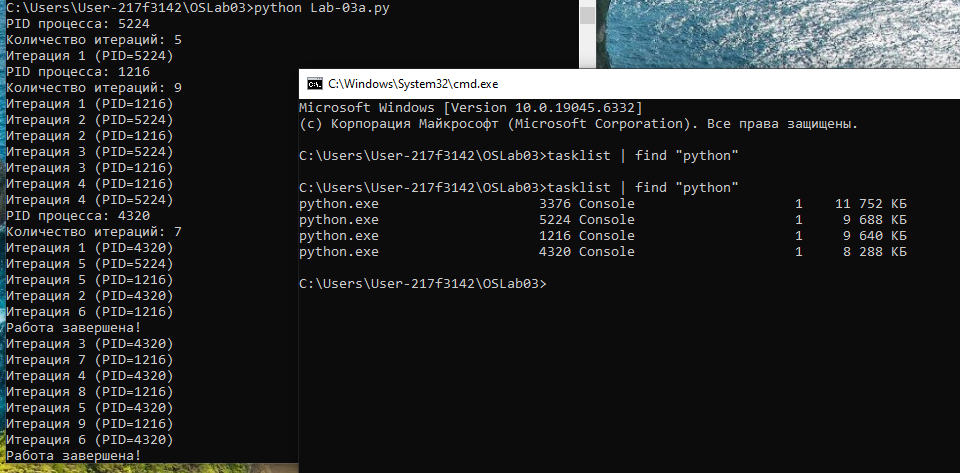 C:\Users\User-217f3142\OSLab03>python Lab-03a.py
PID процесса: 5224
Количество итераций: 5
Итерация 1 (PID=5224)
PID процесса: 1216
Количество итераций: 9
Итерация 1 (PID=1216)
Итерация 2 (PID=5224)
Итерация 2 (PID=1216)
Итерация 3 (PID=5224)
Итерация 3 (PID=1216)
Итерация 4 (PID=1216)
Итерация 4 (PID=5224)
PID процесса: 4320
Количество итераций: 7
Итерация 1 (PID=4320)
Итерация 5 (PID=5224)
Итерация 5 (PID=1216)
Итерация 2 (PID=4320)
Итерация 6 (PID=1216)
Работа завершена!
Итерация 3 (PID=4320)
Итерация 7 (PID=1216)
Итерация 4 (PID=4320)
Итерация 8 (PID=1216)
Итерация 5 (PID=4320)
Итерация 9 (PID=1216)
Итерация 6 (PID=4320)
Работа завершена!
C:\Windows\System32\cmd.exe
Microsoft Windows [Version 10.0.19045.6332]
(c) Корпорация Майкрософт (Microsoft Corporation). Все права защищены.
C:\Users\User-217f3142\OSLab03>tasklist | find "python"
C:\Users\User-217f3142\OSLab03>tasklist | find "python"
python.exe 3376 Console 1 11 752 КБ
python.exe 5224 Console 1 9 688 КБ
python.exe 1216 Console 1 9 640 КБ
python.exe 4320 Console 1 8 288 КБ
C:\Users\User-217f3142\OSLab03>